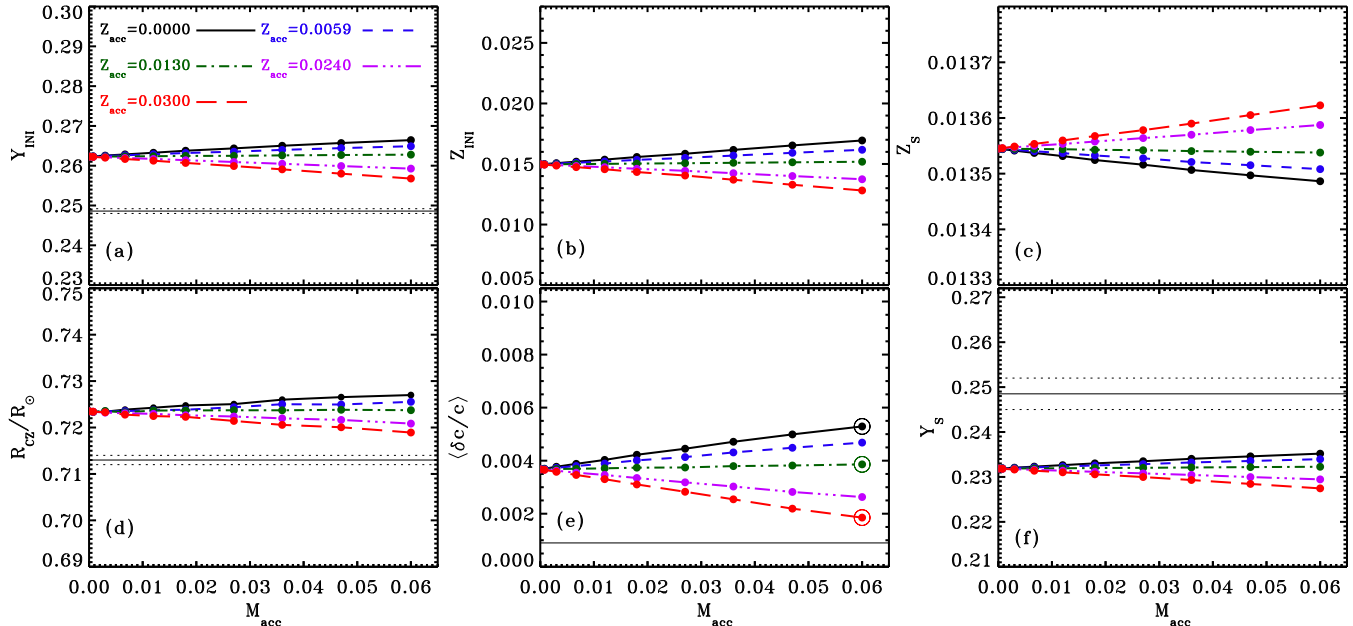 0.30
0.29
0.28
0.27
0.26
0.25
0.24
0.23
Y_INI
Z_acc=0.0000
Z_acc=0.0059
Z_acc=0.0130
Z_acc=0.0240
Z_acc=0.0300
(a)
0.025
0.020
0.015
0.010
0.005
Z_INI
(b)
0.0137
0.0136
0.0135
0.0134
0.0133
Z_S
(c)
0.75
0.74
0.73
0.72
0.71
0.70
0.69
R_CZ/R_⊙
(d)
0.00 0.01 0.02 0.03 0.04 0.05 0.06
M_acc
0.010
0.008
0.006
0.004
0.002
0.000
⟨δc/c⟩
(e)
0.00 0.01 0.02 0.03 0.04 0.05 0.06
M_acc
0.27
0.26
0.25
0.24
0.23
0.22
0.21
Y_S
(f)
0.00 0.01 0.02 0.03 0.04 0.05 0.06
M_acc